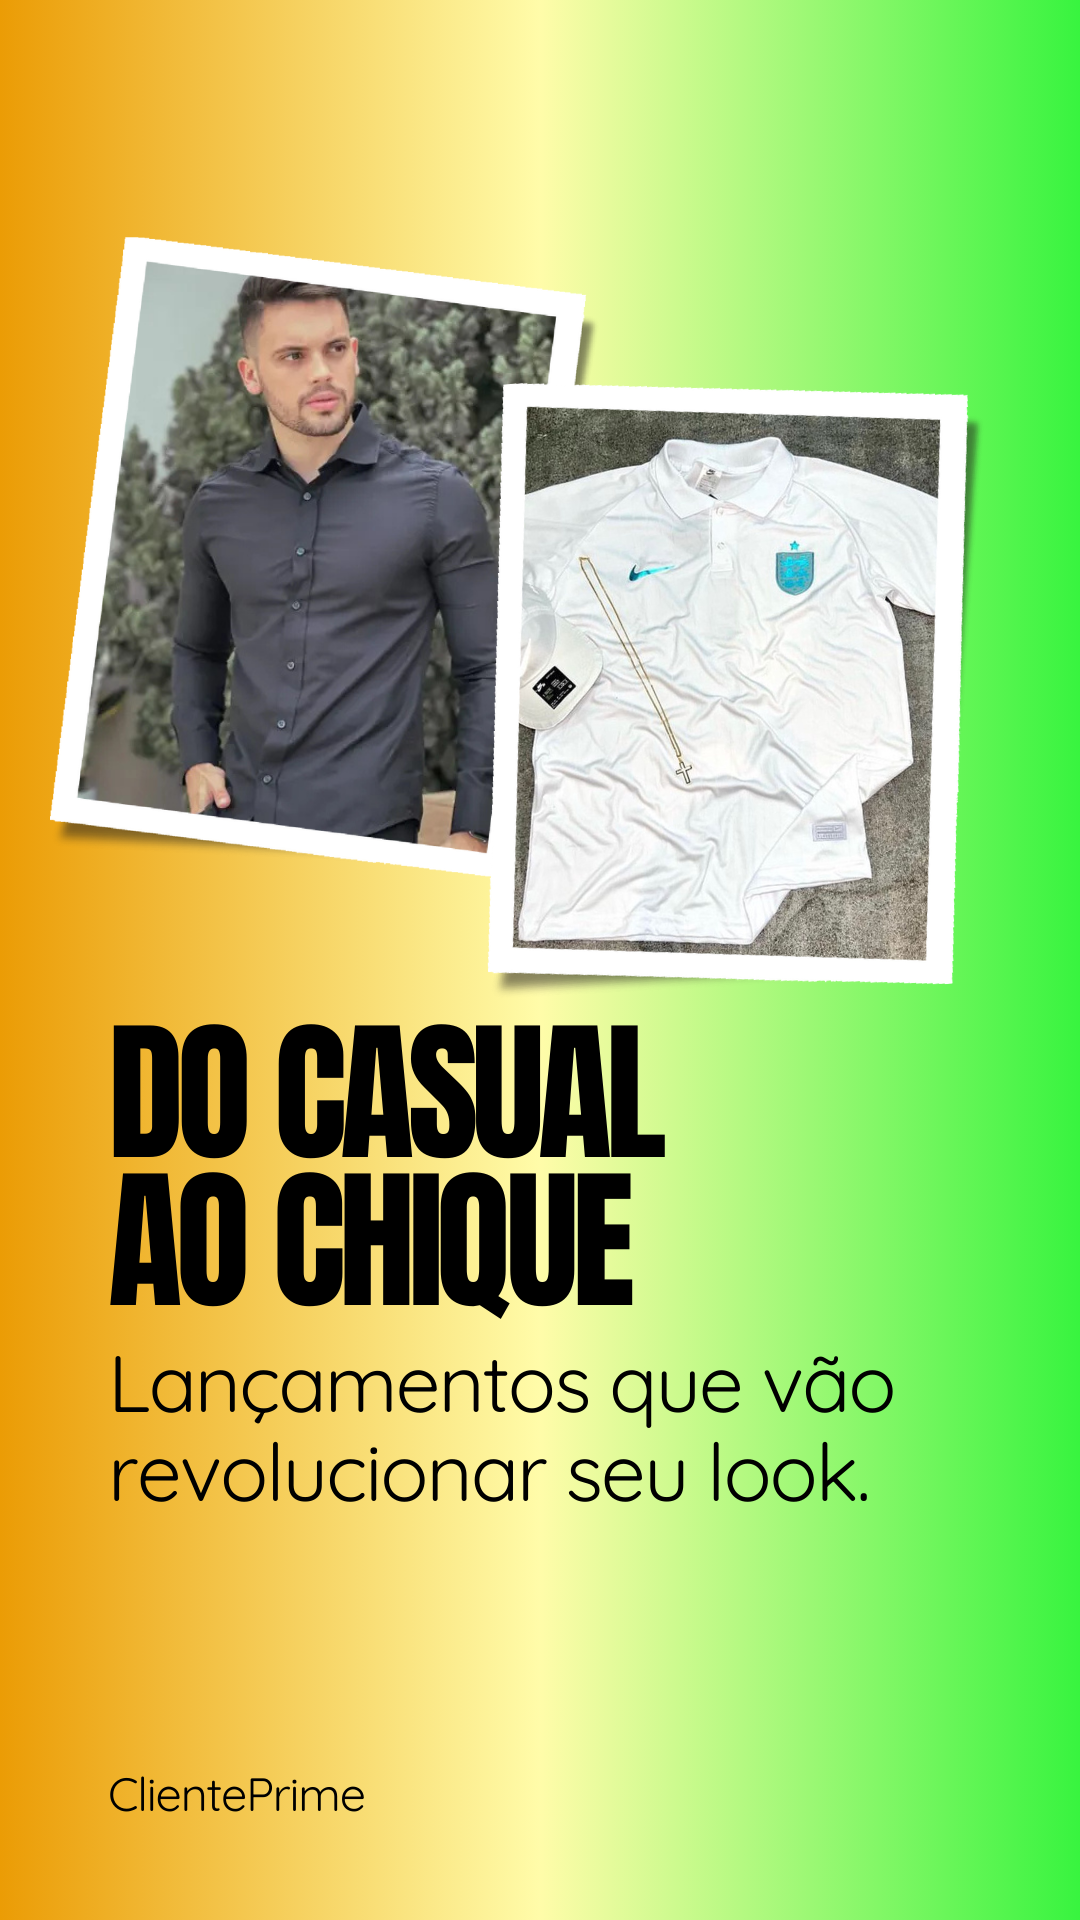 DO CASUAL
AO CHIQUE
Lançamentos que vão
revolucionar seu look.
ClientePrime